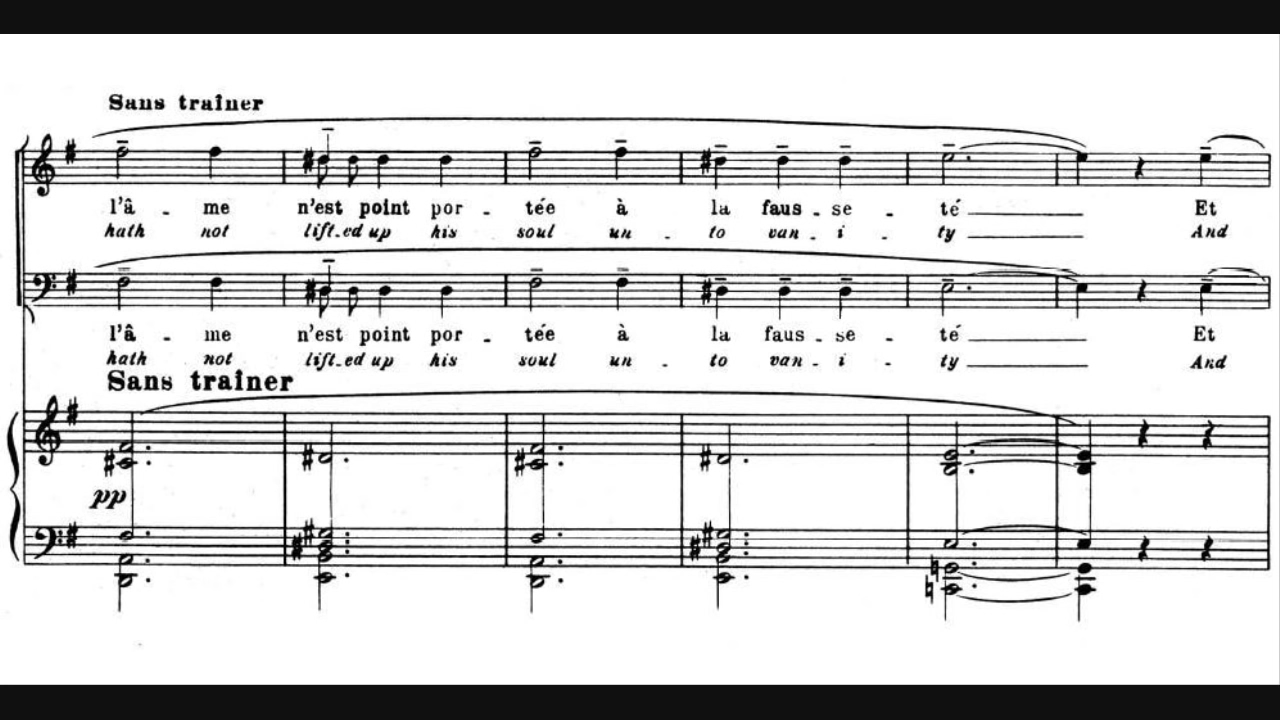 Sans traîner
l'â - me n'est point por - tée à la faus - se - té
Et
hath not lift-ed up his soul un - to van - i - ty
And
l'â - me n'est point por - tée à la faus - se - té
Et
hath not lift-ed up his soul un - to van - i - ty
And
Sans traîner
pp